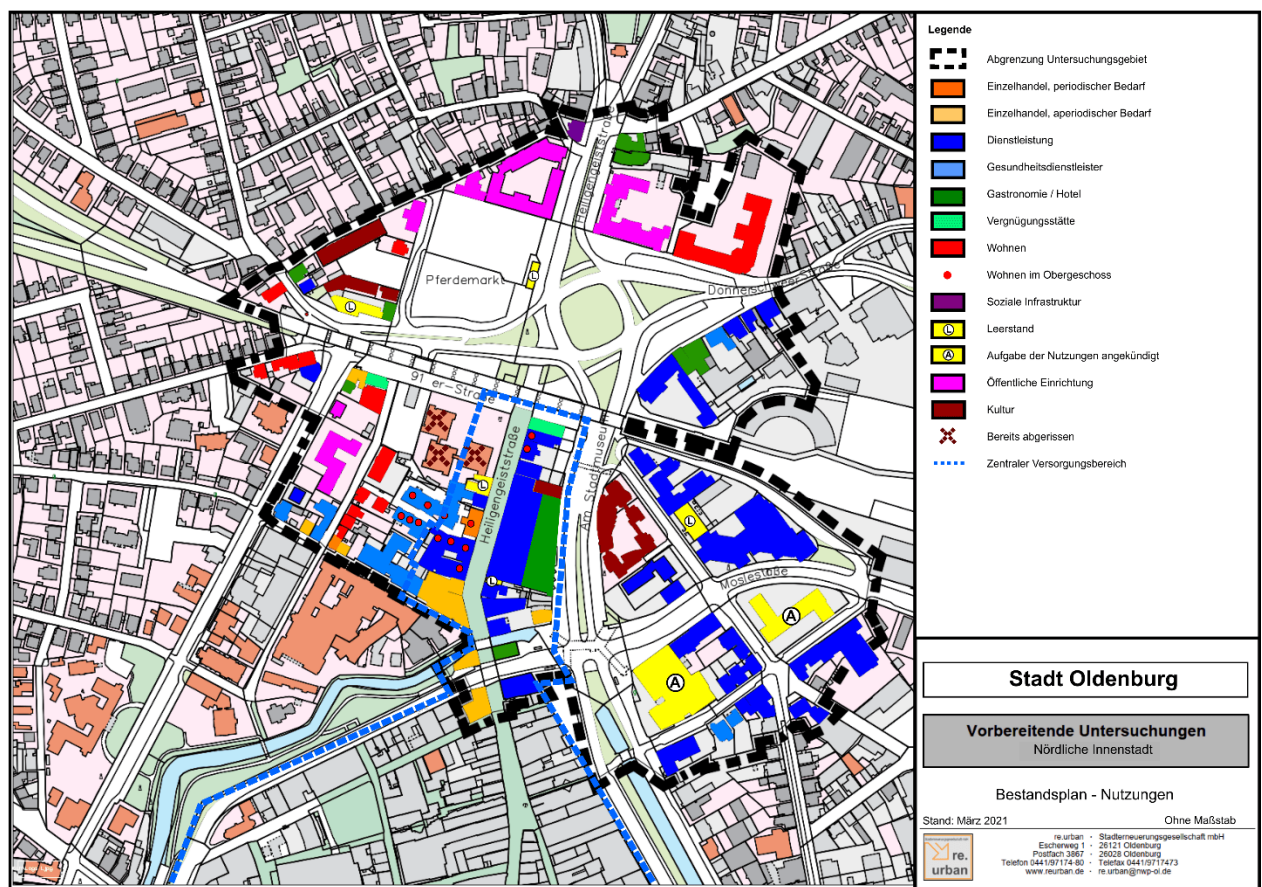 Heiligengeiststraße
Pferdemarkt
L
L
Donnerschweer Straße
91 er-Straße
Heiligengeiststraße
Am Stadtmuseum
L
L
L
Moslestraße
A
A
Legende
Abgrenzung Untersuchungsgebiet
Einzelhandel, periodischer Bedarf
Einzelhandel, aperiodischer Bedarf
Dienstleistung
Gesundheitsdienstleister
Gastronomie / Hotel
Vergnügungsstätte
Wohnen
Wohnen im Obergeschoss
Soziale Infrastruktur
L Leerstand
A Aufgabe der Nutzungen angekündigt
Öffentliche Einrichtung
Kultur
Bereits abgerissen
Zentraler Versorgungsbereich
Stadt Oldenburg
Vorbereitende Untersuchungen
Nördliche Innenstadt
Bestandsplan - Nutzungen
Stand: März 2021 Ohne Maßstab
re.urban · Stadterneuerungsgesellschaft mbH
Escherweg 1 · 26121 Oldenburg
Postfach 3867 · 26028 Oldenburg
Telefon 0441/97174-80 · Telefax 0441/9717473
www.reurban.de · re.urban@nwp-ol.de
re.
urban